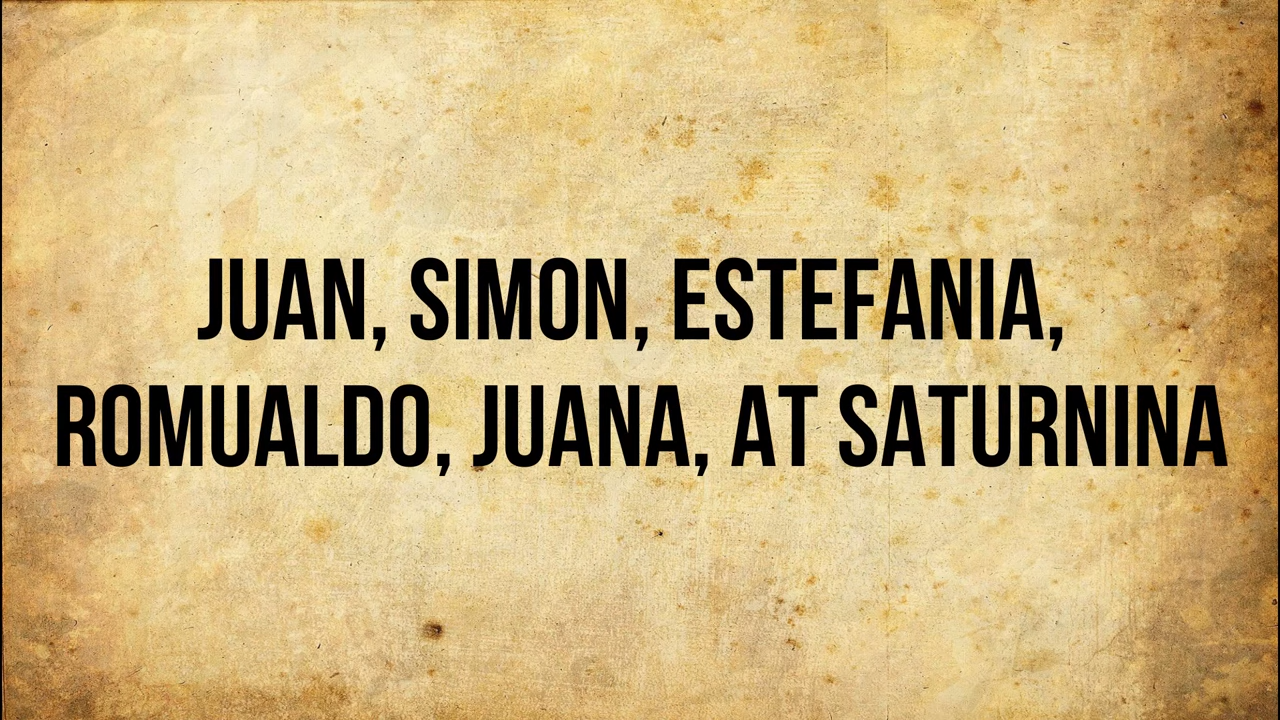 JUAN, SIMON, ESTEFANIA,
ROMUALDO, JUANA, AT SATURNINA